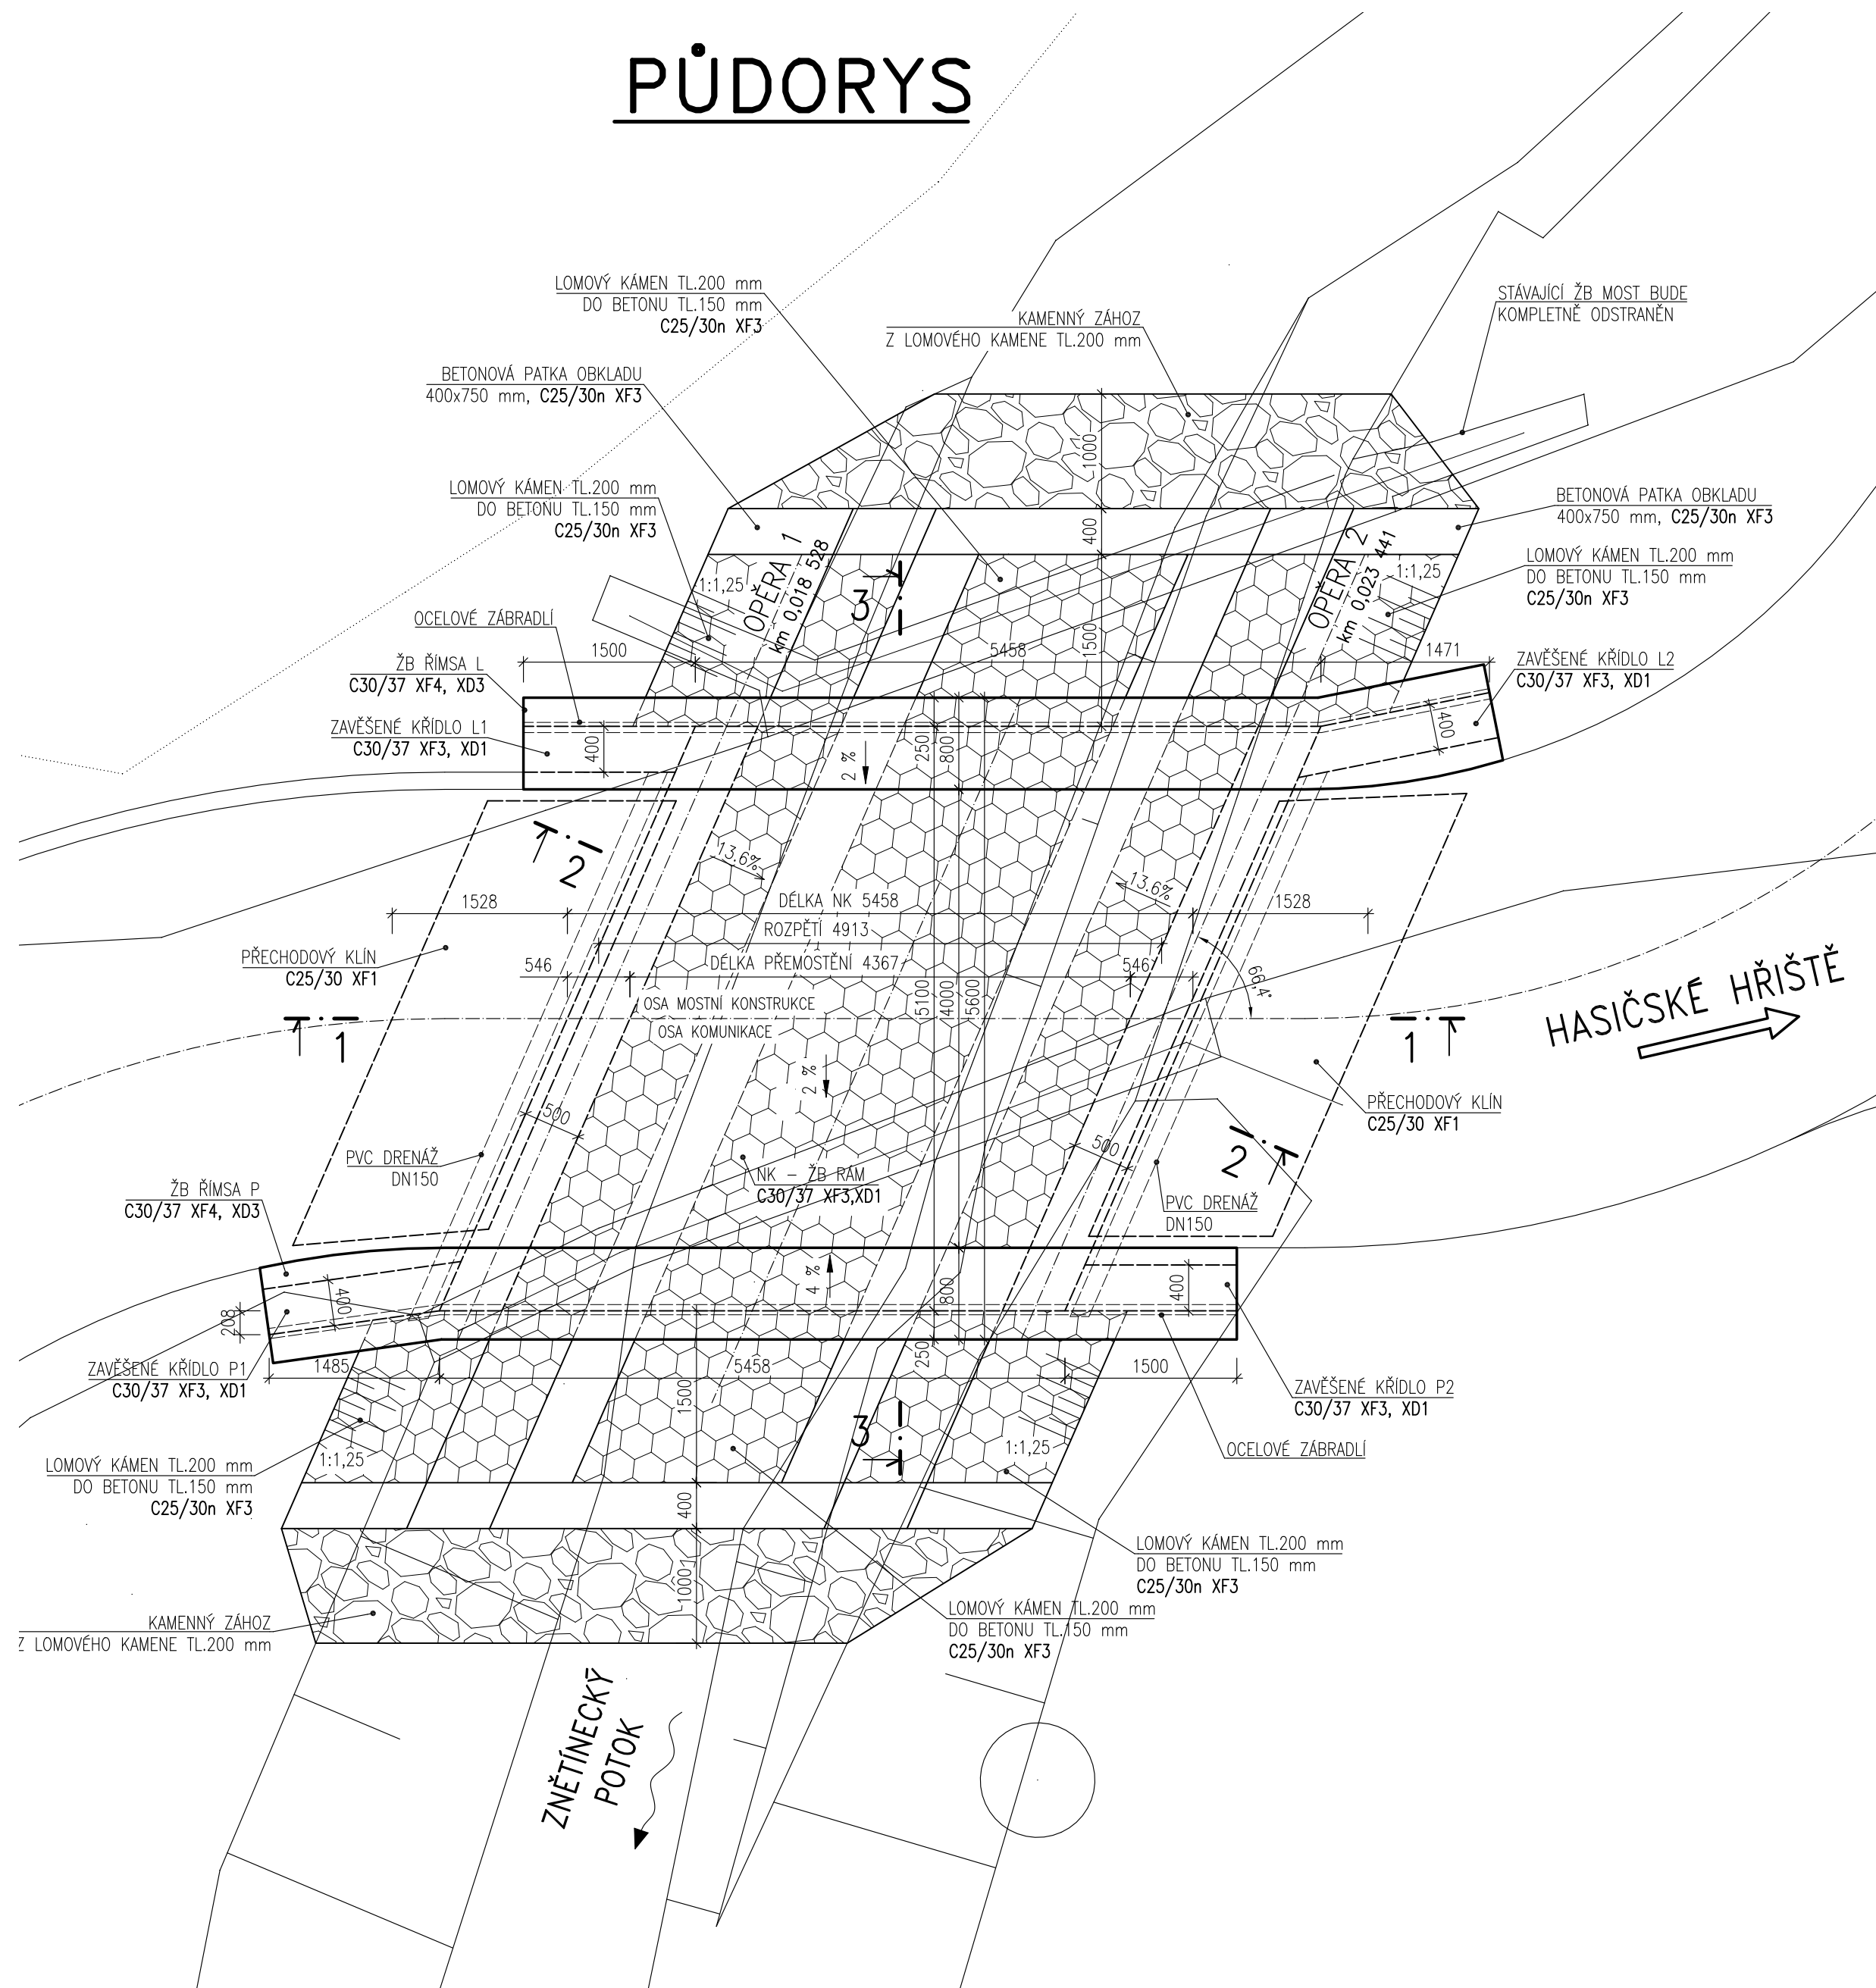 PŮDORYS
LOMOVÝ KÁMEN TL.200 mm
DO BETONU TL.150 mm
C25/30n XF3
KAMENNÝ ZÁHOZ
Z LOMOVÉHO KAMENE TL.200 mm
STÁVAJÍCÍ ŽB MOST BUDE
KOMPLETNĚ ODSTRANĚN
BETONOVÁ PATKA OBKLADU
400x750 mm, C25/30n XF3
1000
LOMOVÝ KÁMEN TL.200 mm
DO BETONU TL.150 mm
C25/30n XF3
BETONOVÁ PATKA OBKLADU
400x750 mm, C25/30n XF3
400
OPĚRA 1
km 0,018 528
OPĚRA 2
km 0,023 441
1:1,25
1:1,25
LOMOVÝ KÁMEN TL.200 mm
DO BETONU TL.150 mm
C25/30n XF3
3
OCELOVÉ ZÁBRADLÍ
1500
5458
1500
1471
ŽB ŘÍMSA L
C30/37 XF4, XD3
ZAVĚŠENÉ KŘÍDLO L2
C30/37 XF3, XD1
ZAVĚŠENÉ KŘÍDLO L1
C30/37 XF3, XD1
400
2 %
250
800
400
2
13.6%
13.6%
1528
DÉLKA NK 5458
1528
ROZPĚTÍ 4913
PŘECHODOVÝ KLÍN
C25/30 XF1
546
DÉLKA PŘEMOSTĚNÍ 4367
546
66,4°
OSA MOSTNÍ KONSTRUKCE
OSA KOMUNIKACE
5100
4000
5600
HASIČSKÉ HŘIŠTĚ
1
1
2 %
PŘECHODOVÝ KLÍN
C25/30 XF1
500
500
PVC DRENÁŽ
DN150
2
NK – ŽB RÁM
C30/37 XF3,XD1
PVC DRENÁŽ
DN150
ŽB ŘÍMSA P
C30/37 XF4, XD3
4 %
800
400
400
208
250
ZAVĚŠENÉ KŘÍDLO P1
C30/37 XF3, XD1
1485
5458
1500
1500
ZAVĚŠENÉ KŘÍDLO P2
C30/37 XF3, XD1
3
OCELOVÉ ZÁBRADLÍ
1:1,25
1:1,25
LOMOVÝ KÁMEN TL.200 mm
DO BETONU TL.150 mm
C25/30n XF3
400
LOMOVÝ KÁMEN TL.200 mm
DO BETONU TL.150 mm
C25/30n XF3
1000
KAMENNÝ ZÁHOZ
Z LOMOVÉHO KAMENE TL.200 mm
LOMOVÝ KÁMEN TL.200 mm
DO BETONU TL.150 mm
C25/30n XF3
ZNĚTÍNECKÝ
POTOK